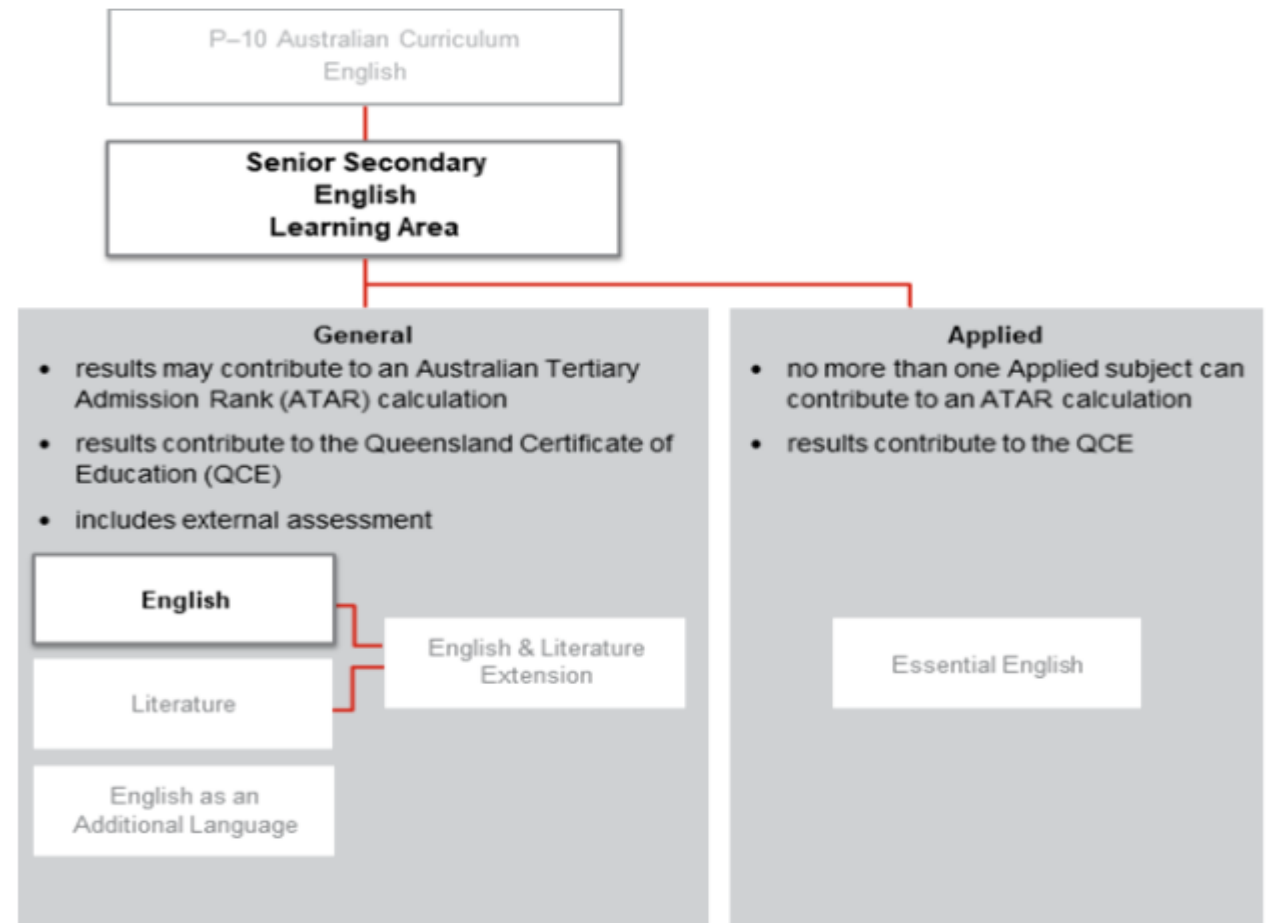 P–10 Australian Curriculum
English
Senior Secondary
English
Learning Area
General
• results may contribute to an Australian Tertiary
Admission Rank (ATAR) calculation
• results contribute to the Queensland Certificate of
Education (QCE)
• includes external assessment
English
Literature
English as an
Additional Language
English & Literature
Extension
Applied
• no more than one Applied subject can
contribute to an ATAR calculation
• results contribute to the QCE
Essential English